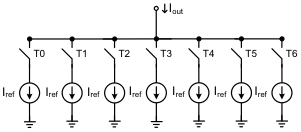 ↓Iout
T0 T1 T2 T3 T4 T5 T6
Iref Iref Iref Iref Iref Iref Iref